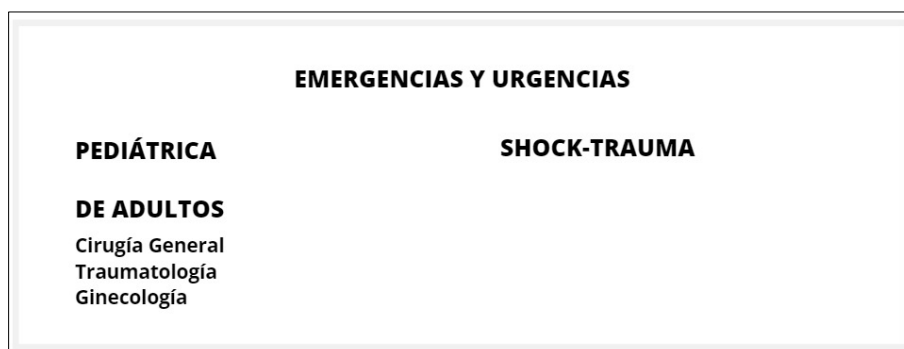 EMERGENCIAS Y URGENCIAS
PEDIÁTRICA
SHOCK-TRAUMA
DE ADULTOS
Cirugía General
Traumatología
Ginecología